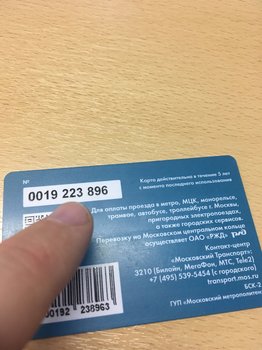 №
0019 223 896
Карта действительна в течение 5 лет
с момента последнего использования
Для оплаты проезда в метро, МЦК, монорельсе,
трамвае, автобусе, троллейбусе г. Москвы,
пригородных электропоездах,
а также городских сервисов.
Перевозку на Московском центральном кольце
осуществляет ОАО «РЖД»
Контакт-центр
«Московский Транспорт»:
3210 (Билайн, МегаФон, МТС, Tele2)
+7 (495) 539-5454 (с городского)
transport.mos.ru
БСК-2
ГУП «Московский метрополитен
00192 238963